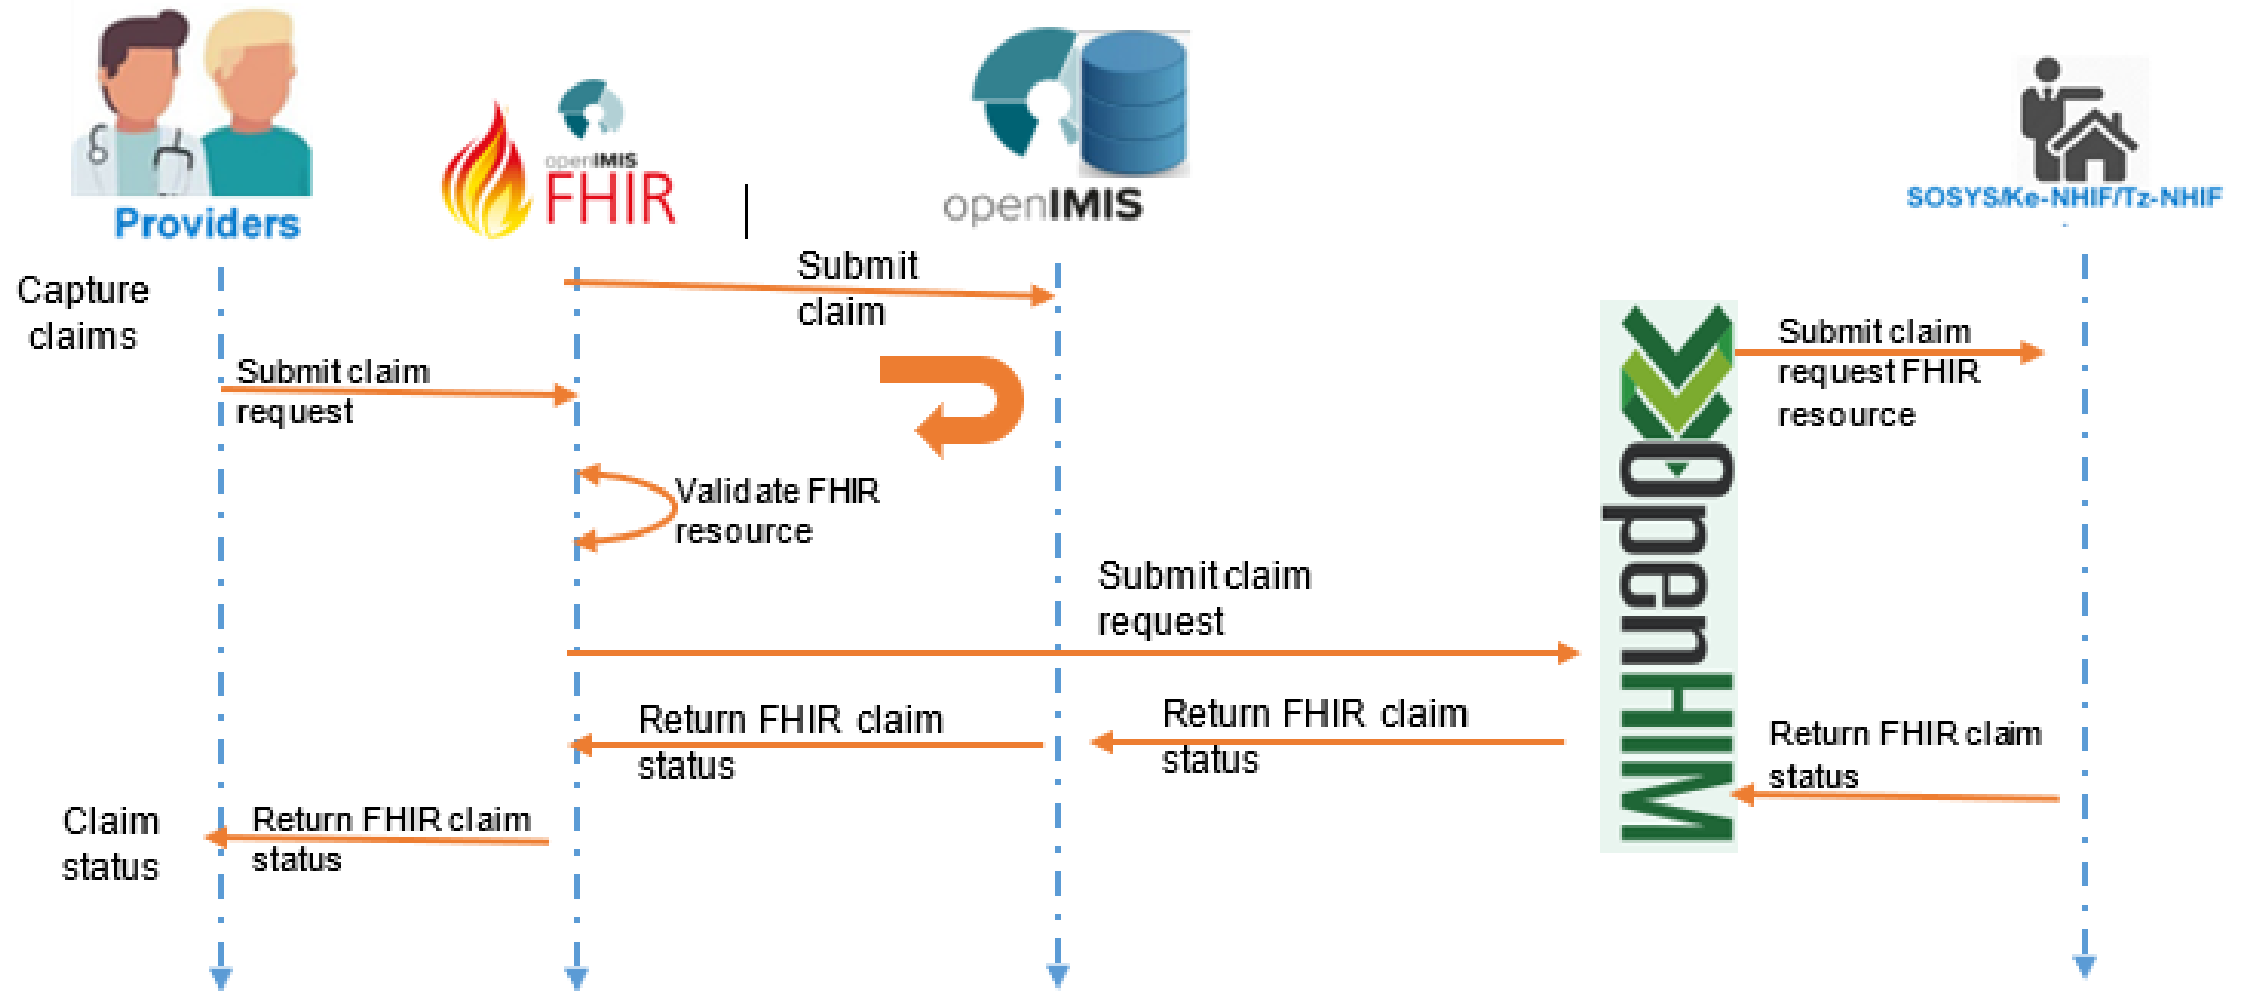 Providers
openIMIS
FHIR
openIMIS
SOSYS/Ke-NHIF/Tz-NHIF
Capture
claims
Submit
claim
Submit claim
request
Submit claim
request FHIR
resource
Validate FHIR
resource
Submit claim
request
OpenHIM
Return FHIR claim
status
Return FHIR claim
status
Return FHIR claim
status
Claim
status
Return FHIR claim
status